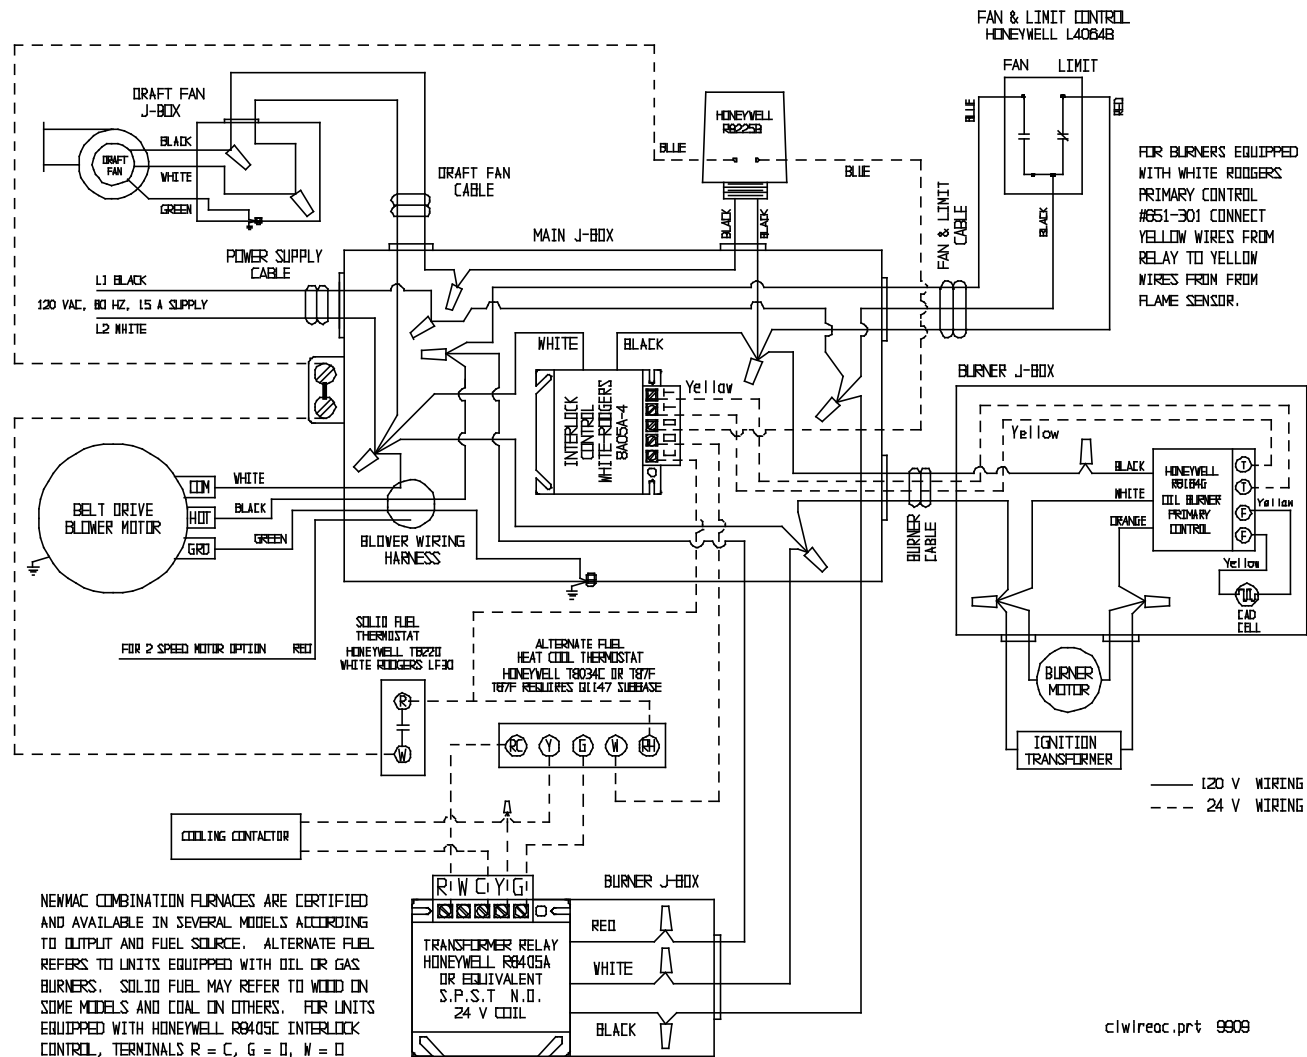 FAN & LIMIT CONTROL
HONEYWELL L4064B
FAN LIMIT
BLUE
RED
BLACK
DRAFT FAN
J-BOX
DRAFT
FAN
BLACK
WHITE
GREEN
HONEYWELL
R8225B
BLUE
BLUE
BLACK
BLACK
FAN & LIMIT
CABLE
DRAFT FAN
CABLE
MAIN J-BOX
FOR BURNERS EQUIPPED
WITH WHITE RODGERS
PRIMARY CONTROL
#651-301 CONNECT
YELLOW WIRES FROM
RELAY TO YELLOW
WIRES FROM FROM
FLAME SENSOR.
POWER SUPPLY
CABLE
L1 BLACK
120 VAC, 60 HZ, 15 A SUPPLY
L2 WHITE
WHITE
BLACK
INTERLOCK
CONTROL
WHITE-RODGERS
8A05A-4
Yellow
T
T
BURNER J-BOX
Yellow
BLACK
WHITE
ORANGE
HONEYWELL
R8184G
OIL BURNER
PRIMARY
CONTROL
T
T
F
F
Yellow
Yellow
CAD
CELL
BURNER
CABLE
BELT DRIVE
BLOWER MOTOR
COM
HOT
GRD
WHITE
BLACK
GREEN
BLOWER WIRING
HARNESS
FOR 2 SPEED MOTOR OPTION RED
SOLID FUEL
THERMOSTAT
HONEYWELL T822D
WHITE RODGERS LF30
R
W
ALTERNATE FUEL
HEAT COOL THERMOSTAT
HONEYWELL T8034C OR T87F
T87F REQUIRES Q1147 SUBBASE
RC Y G W RH
BURNER
MOTOR
IGNITION
TRANSFORMER
120 V WIRING
24 V WIRING
COOLING CONTACTOR
R W C Y G
BURNER J-BOX
TRANSFORMER RELAY
HONEYWELL R8405A
OR EQUIVALENT
S.P.S.T N.O.
24 V COIL
RED
WHITE
BLACK
NEWMAC COMBINATION FURNACES ARE CERTIFIED
AND AVAILABLE IN SEVERAL MODELS ACCORDING
TO OUTPUT AND FUEL SOURCE. ALTERNATE FUEL
REFERS TO UNITS EQUIPPED WITH OIL OR GAS
BURNERS. SOLID FUEL MAY REFER TO WOOD ON
SOME MODELS AND COAL ON OTHERS. FOR UNITS
EQUIPPED WITH HONEYWELL R8405C INTERLOCK
CONTROL, TERMINALS R = C, G = O, W = O
clwlreoc.prt 9909